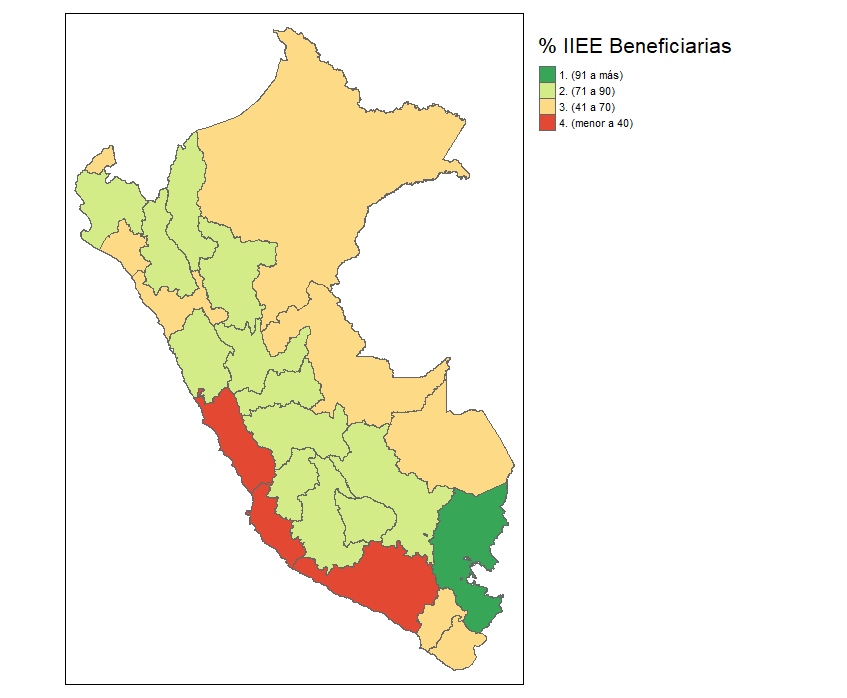 % IIEE Beneficiarias
1. (91 a más)
2. (71 a 90)
3. (41 a 70)
4. (menor a 40)